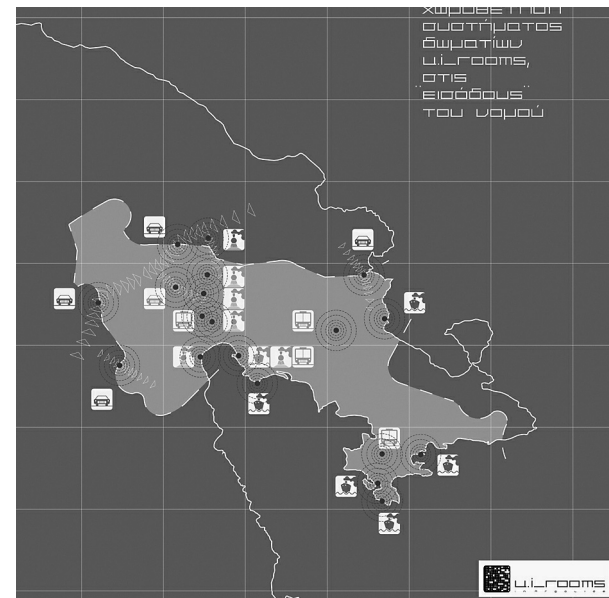 χωροθέτηση
συστήματος
δωματίων
u.i_rooms,
στις
¨εισόδους¨
του νομού
u.i_rooms